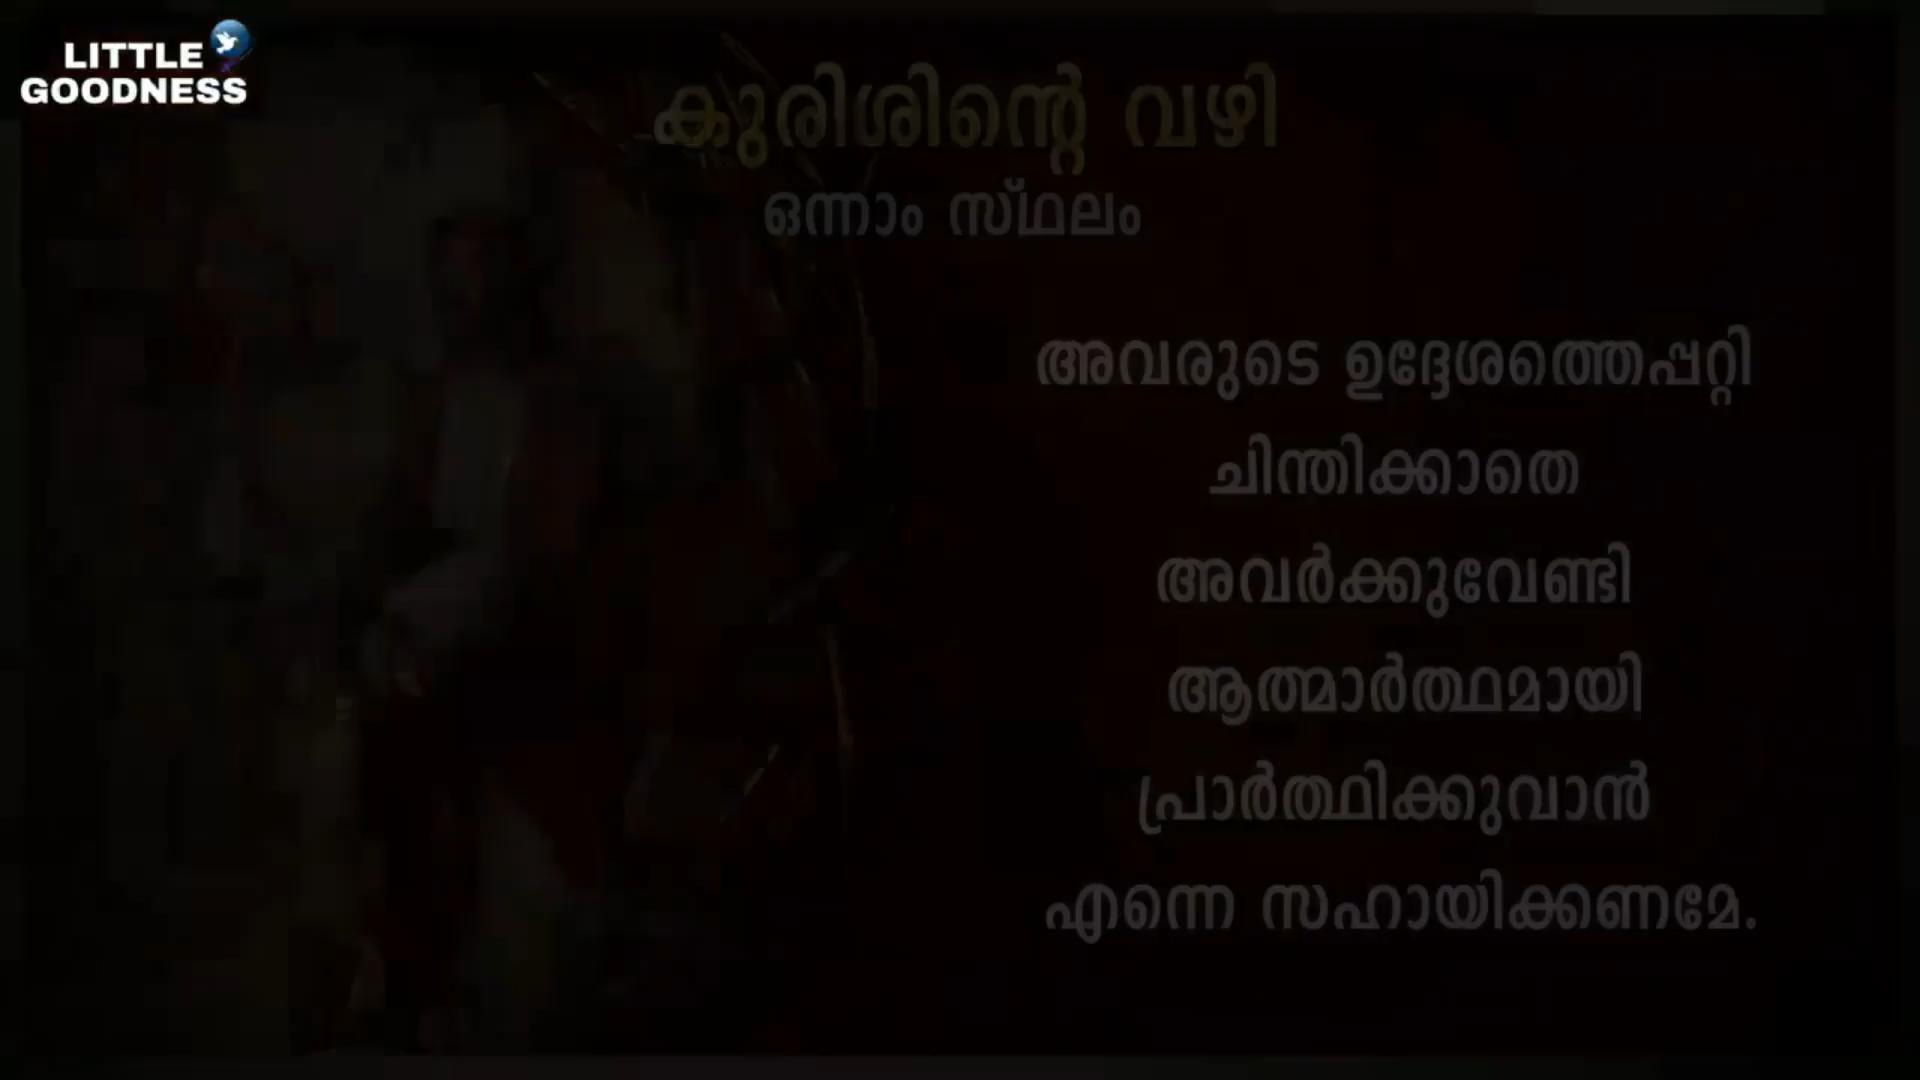 LITTLE
GOODNESS
കുരിശിന്റെ വഴി
ഒന്നാം സ്ഥലം
അവരുടെ ഉദ്ദേശത്തെപ്പറ്റി
ചിന്തിക്കാതെ
അവർക്കുവേണ്ടി
ആത്മാർത്ഥമായി
പ്രാർത്ഥിക്കുവാൻ
എന്നെ സഹായിക്കണമേ.